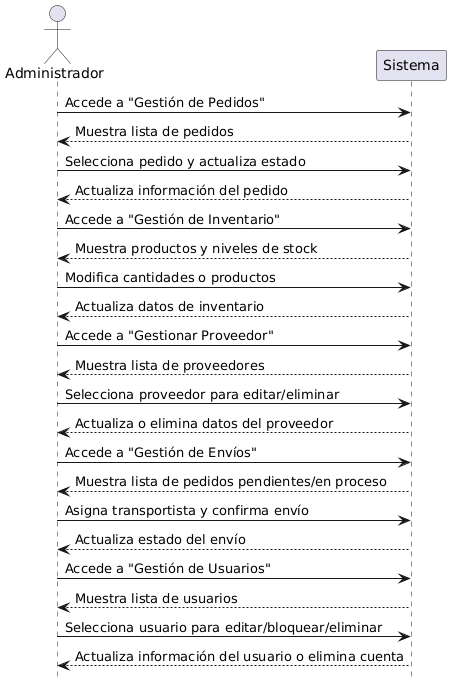 Administrador
Sistema
Accede a "Gestión de Pedidos"
Muestra lista de pedidos
Selecciona pedido y actualiza estado
Actualiza información del pedido
Accede a "Gestión de Inventario"
Muestra productos y niveles de stock
Modifica cantidades o productos
Actualiza datos de inventario
Accede a "Gestionar Proveedor"
Muestra lista de proveedores
Selecciona proveedor para editar/eliminar
Actualiza o elimina datos del proveedor
Accede a "Gestión de Envíos"
Muestra lista de pedidos pendientes/en proceso
Asigna transportista y confirma envío
Actualiza estado del envío
Accede a "Gestión de Usuarios"
Muestra lista de usuarios
Selecciona usuario para editar/bloquear/eliminar
Actualiza información del usuario o elimina cuenta